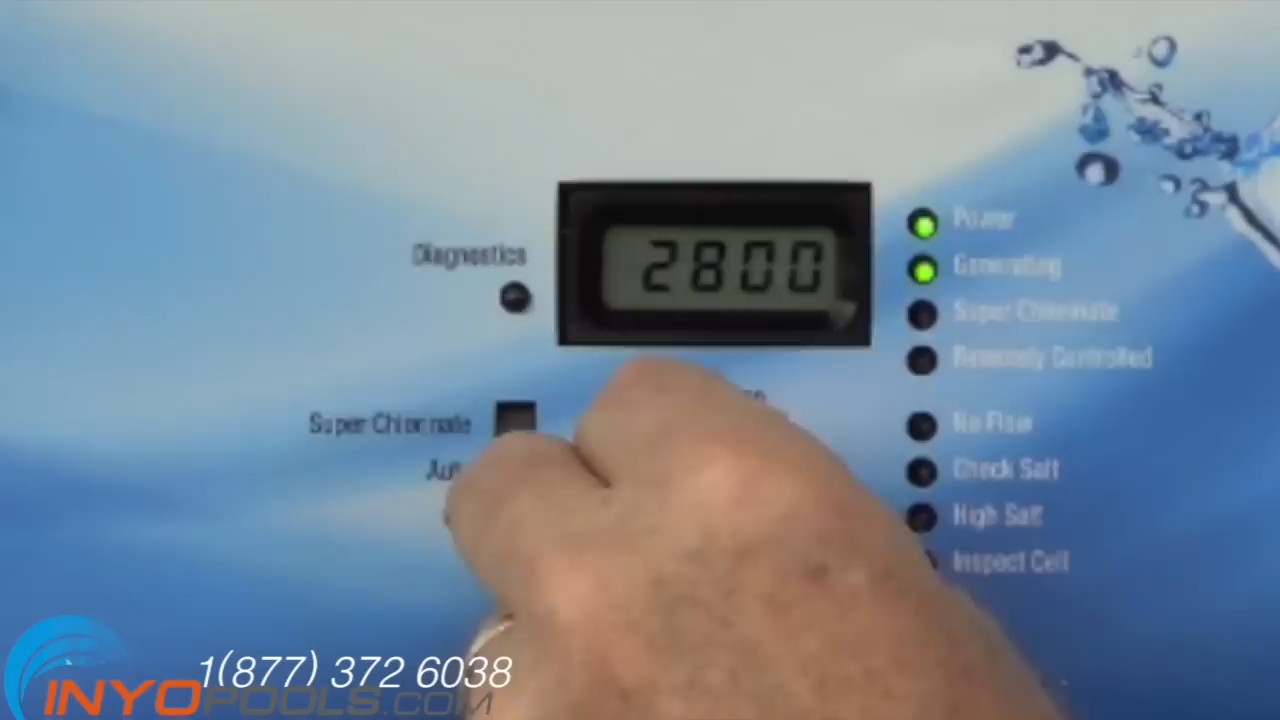 2800
Diagnostics
Super Chlorinate
Power
Generating
Super Chlorinate
Remotely Controlled
No Flow
Check Salt
High Salt
Inspect Cell
1(877) 372 6038
INYOPOOLS.COM